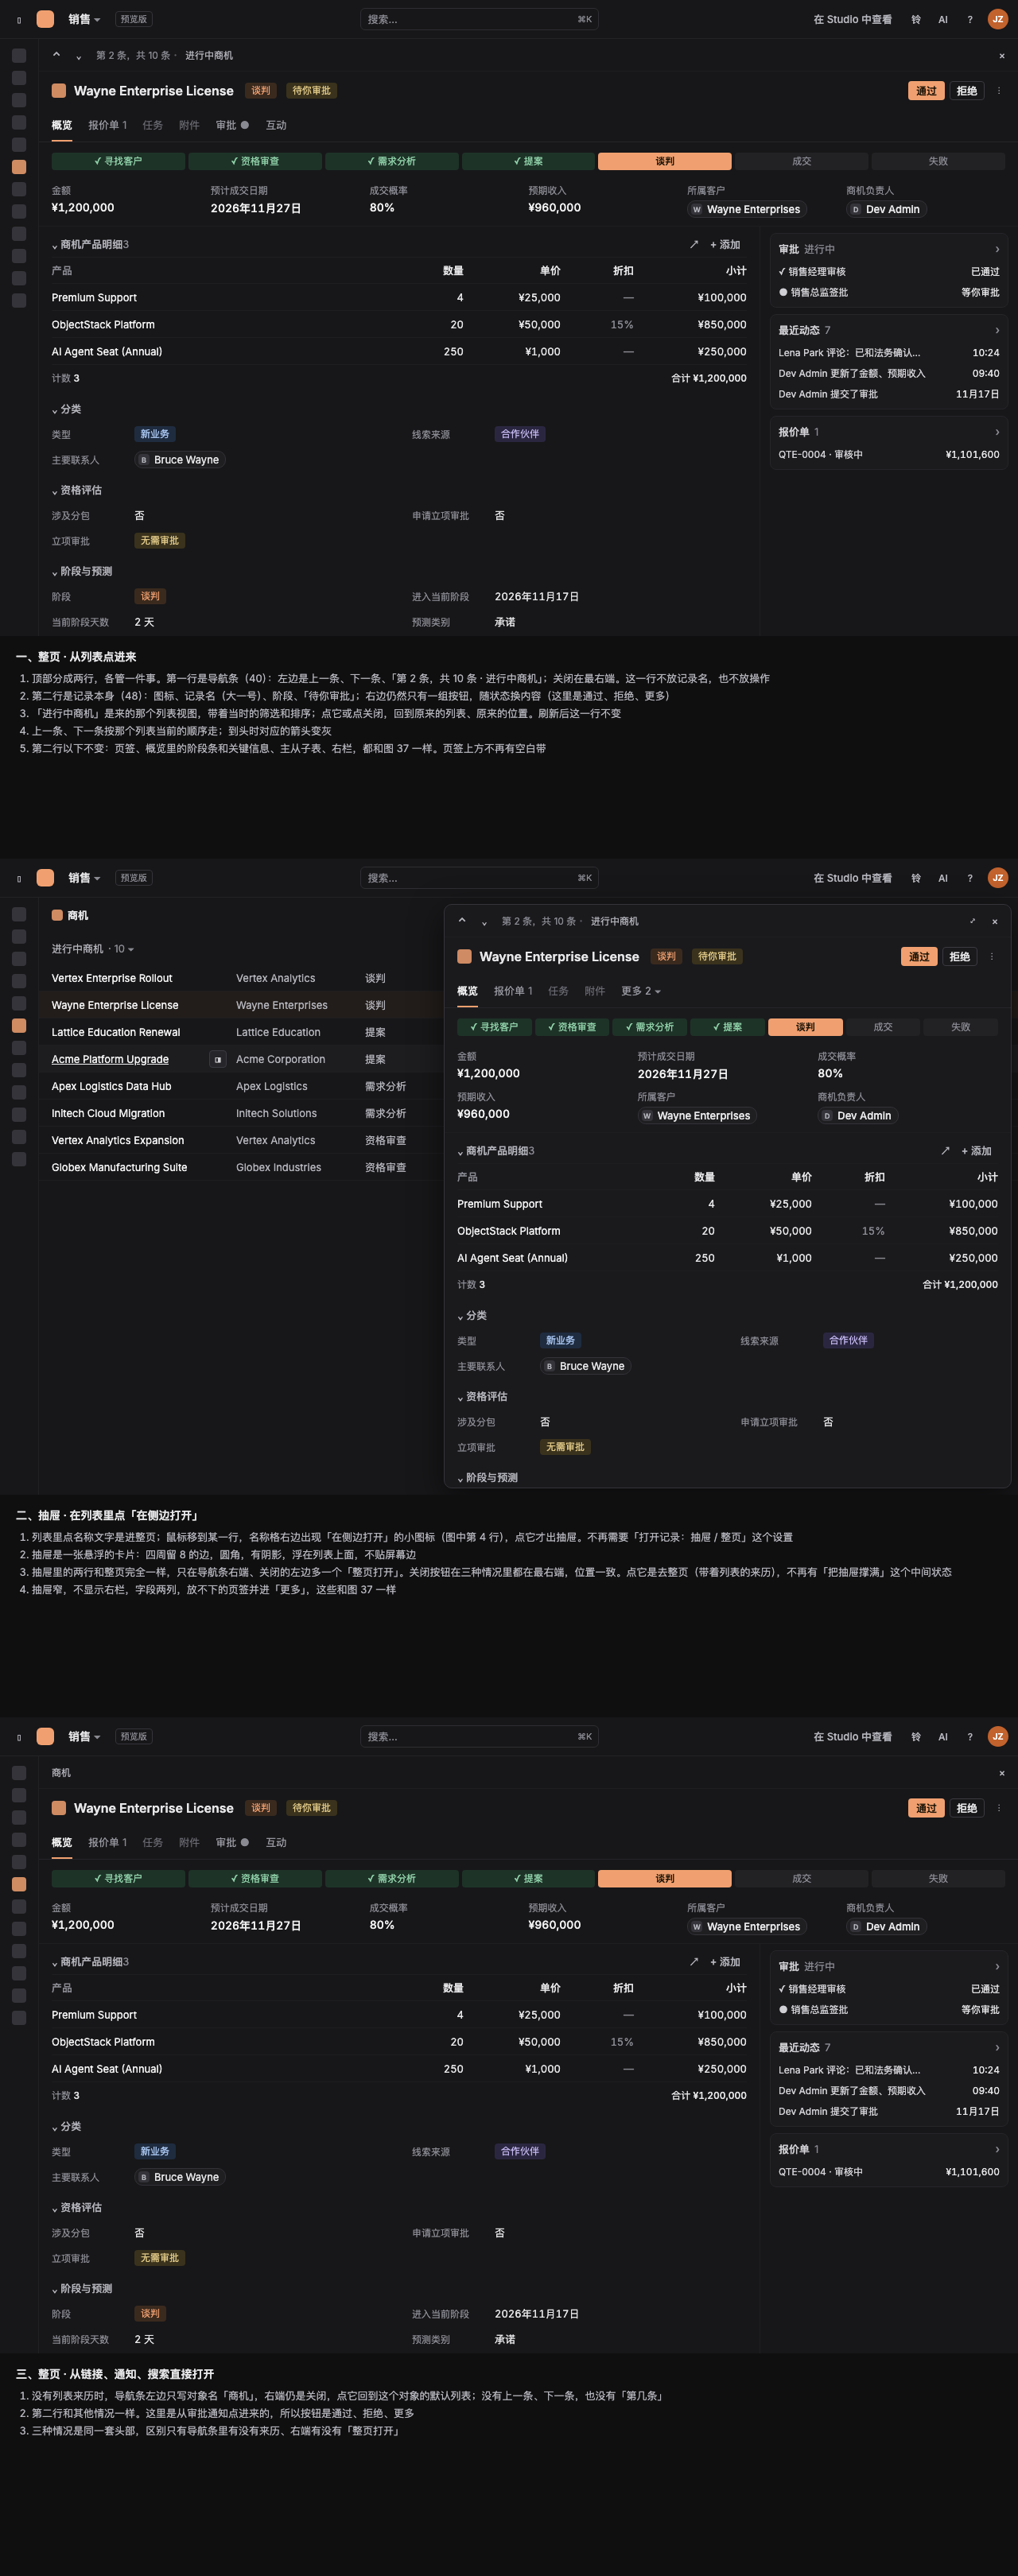 销售 预览版 搜索... ⌘K 在 Studio 中查看 铃 AI ? JZ
第 2 条，共 10 条 · 进行中商机 ×
Wayne Enterprise License 谈判 待你审批 通过 拒绝
概览 报价单 1 任务 附件 审批 互动
✓ 寻找客户 ✓ 资格审查 ✓ 需求分析 ✓ 提案 谈判 成交 失败
金额 预计成交日期 成交概率 预期收入 所属客户 商机负责人
¥1,200,000 2026年11月27日 80% ¥960,000 W Wayne Enterprises D Dev Admin
商机产品明细3 ↗ + 添加
产品 数量 单价 折扣 小计
Premium Support 4 ¥25,000 — ¥100,000
ObjectStack Platform 20 ¥50,000 15% ¥850,000
AI Agent Seat (Annual) 250 ¥1,000 — ¥250,000
计数 3 合计 ¥1,200,000
分类
类型 新业务 线索来源 合作伙伴
主要联系人 B Bruce Wayne
资格评估
涉及分包 否 申请立项审批 否
立项审批 无需审批
阶段与预测
阶段 谈判 进入当前阶段 2026年11月17日
当前阶段天数 2 天 预测类别 承诺
审批 进行中 ›
✓ 销售经理审核 已通过
● 销售总监签批 等你审批
最近动态 7 ›
Lena Park 评论：已和法务确认... 10:24
Dev Admin 更新了金额、预期收入 09:40
Dev Admin 提交了审批 11月17日
报价单 1 ›
QTE-0004 · 审核中 ¥1,101,600
一、整页 · 从列表点进来
1. 顶部分成两行，各管一件事。第一行是导航条（40）：左边是上一条、下一条、「第 2 条，共 10 条 · 进行中商机」；关闭在最右端。这一行不放记录名，也不放操作
2. 第二行是记录本身（48）：图标、记录名（大一号）、阶段、「待你审批」；右边仍然只有一组按钮，随状态换内容（这里是通过、拒绝、更多）
3. 「进行中商机」是来的那个列表视图，带着当时的筛选和排序；点它或点关闭，回到原来的列表、原来的位置。刷新后这一行不变
4. 上一条、下一条按那个列表当前的顺序走；到头时对应的箭头变灰
5. 第二行以下不变：页签、概览里的阶段条和关键信息、主从子表、右栏，都和图 37 一样。页签上方不再有空白带
销售 预览版 搜索... ⌘K 在 Studio 中查看 铃 AI ? JZ
商机
进行中商机 · 10
Vertex Enterprise Rollout Vertex Analytics 谈判
Wayne Enterprise License Wayne Enterprises 谈判
Lattice Education Renewal Lattice Education 提案
Acme Platform Upgrade Acme Corporation 提案
Apex Logistics Data Hub Apex Logistics 需求分析
Initech Cloud Migration Initech Solutions 需求分析
Vertex Analytics Expansion Vertex Analytics 资格审查
Globex Manufacturing Suite Globex Industries 资格审查
第 2 条，共 10 条 · 进行中商机 ×
Wayne Enterprise License 谈判 待你审批 通过 拒绝
概览 报价单 1 任务 附件 更多 2
✓ 寻找客户 ✓ 资格审查 ✓ 需求分析 ✓ 提案 谈判 成交 失败
金额 预计成交日期 成交概率
¥1,200,000 2026年11月27日 80%
预期收入 所属客户 商机负责人
¥960,000 W Wayne Enterprises D Dev Admin
商机产品明细3 ↗ + 添加
产品 数量 单价 折扣 小计
Premium Support 4 ¥25,000 — ¥100,000
ObjectStack Platform 20 ¥50,000 15% ¥850,000
AI Agent Seat (Annual) 250 ¥1,000 — ¥250,000
计数 3 合计 ¥1,200,000
分类
类型 新业务 线索来源 合作伙伴
主要联系人 B Bruce Wayne
资格评估
涉及分包 否 申请立项审批 否
立项审批 无需审批
阶段与预测
二、抽屉 · 在列表里点「在侧边打开」
1. 列表里点名称文字是进整页；鼠标移到某一行，名称格右边出现「在侧边打开」的小图标（图中第 4 行），点它才出抽屉。不再需要「打开记录：抽屉 / 整页」这个设置
2. 抽屉是一张悬浮的卡片：四周留 8 的边，圆角，有阴影，浮在列表上面，不贴屏幕边
3. 抽屉里的两行和整页完全一样，只在导航条右端、关闭的左边多一个「整页打开」。关闭按钮在三种情况里都在最右端，位置一致。点它是去整页（带着列表的来历），不再有「把抽屉撑满」这个中间状态
4. 抽屉窄，不显示右栏，字段两列，放不下的页签并进「更多」，这些和图 37 一样
销售 预览版 搜索... ⌘K 在 Studio 中查看 铃 AI ? JZ
商机 ×
Wayne Enterprise License 谈判 待你审批 通过 拒绝
概览 报价单 1 任务 附件 审批 互动
✓ 寻找客户 ✓ 资格审查 ✓ 需求分析 ✓ 提案 谈判 成交 失败
金额 预计成交日期 成交概率 预期收入 所属客户 商机负责人
¥1,200,000 2026年11月27日 80% ¥960,000 W Wayne Enterprises D Dev Admin
商机产品明细3 ↗ + 添加
产品 数量 单价 折扣 小计
Premium Support 4 ¥25,000 — ¥100,000
ObjectStack Platform 20 ¥50,000 15% ¥850,000
AI Agent Seat (Annual) 250 ¥1,000 — ¥250,000
计数 3 合计 ¥1,200,000
分类
类型 新业务 线索来源 合作伙伴
主要联系人 B Bruce Wayne
资格评估
涉及分包 否 申请立项审批 否
立项审批 无需审批
阶段与预测
阶段 谈判 进入当前阶段 2026年11月17日
当前阶段天数 2 天 预测类别 承诺
审批 进行中 ›
✓ 销售经理审核 已通过
● 销售总监签批 等你审批
最近动态 7 ›
Lena Park 评论：已和法务确认... 10:24
Dev Admin 更新了金额、预期收入 09:40
Dev Admin 提交了审批 11月17日
报价单 1 ›
QTE-0004 · 审核中 ¥1,101,600
三、整页 · 从链接、通知、搜索直接打开
1. 没有列表来历时，导航条左边只写对象名「商机」，右端仍是关闭，点它回到这个对象的默认列表；没有上一条、下一条，也没有「第几条」
2. 第二行和其他情况一样。这里是从审批通知点进来的，所以按钮是通过、拒绝、更多
3. 三种情况是同一套头部，区别只有导航条里有没有来历、右端有没有「整页打开」